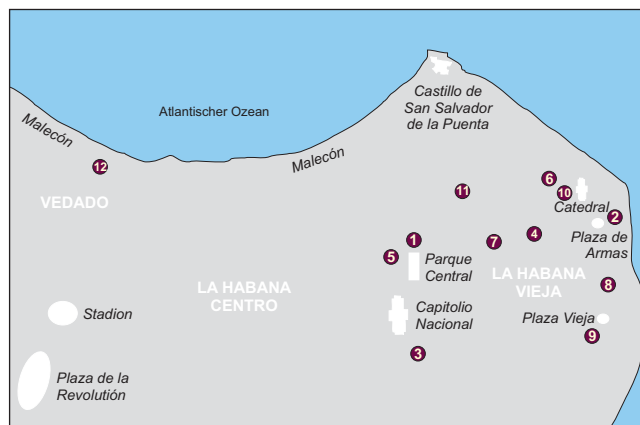 Castillo de
San Salvador
de la Puenta
Atlantischer Ozean
Malecón
Malecón
12
VEDADO
6
10
11
Catedral
2
Plaza de
Armas
4
7
1
5
Parque
Central
LA HABANA
VIEJA
8
LA HABANA
CENTRO
Capitolio
Nacional
Stadion
Plaza Vieja
9
3
Plaza de la
Revolutión